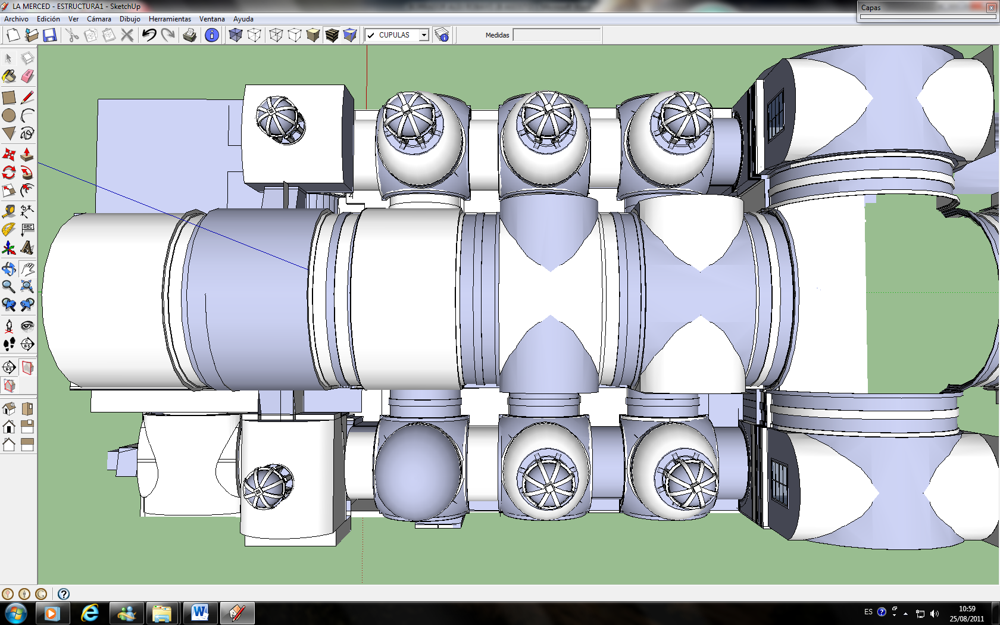 LA MERCED - ESTRUCTURA1 - SketchUp
Capas
Archivo Edición Ver Cámara Dibujo Herramientas Ventana Ayuda
CUPULAS
Medidas
ABC
ES
10:59
25/08/2011